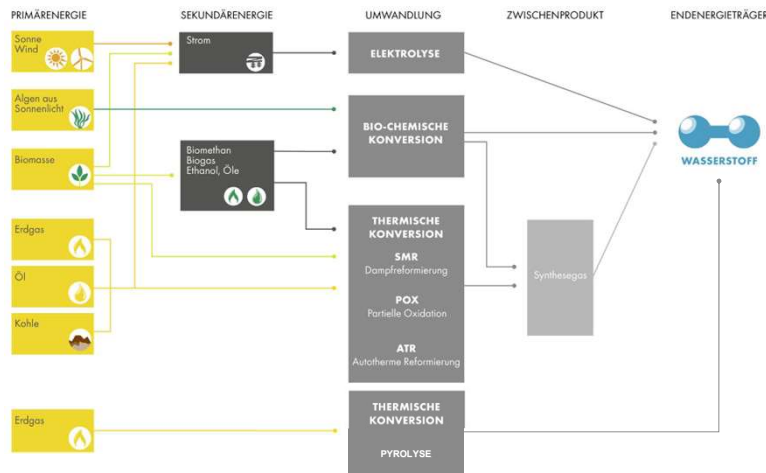 PRIMÄRENERGIE
SEKUNDÄRENERGIE
UMWANDLUNG
ZWISCHENPRODUKT
ENDENERGIETRÄGER
Sonne
Wind
Strom
ELEKTROLYSE
Algen aus
Sonnenlicht
BIO-CHEMISCHE
KONVERSION
WASSERSTOFF
Biomasse
Biomethan
Biogas
Ethanol, Öle
Erdgas
Öl
Kohle
THERMISCHE
KONVERSION
SMR
Dampfreformierung
POX
Partielle Oxidation
ATR
Autotherme Reformierung
Synthesegas
Erdgas
THERMISCHE
KONVERSION
PYROLYSE